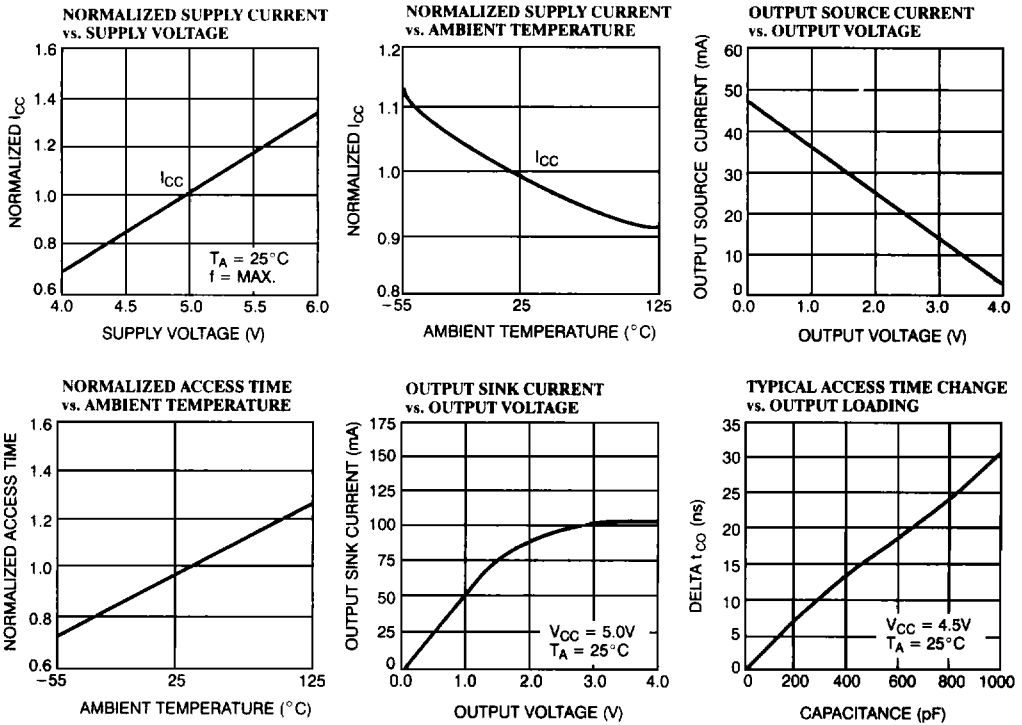 NORMALIZED SUPPLY CURRENT
vs. SUPPLY VOLTAGE
1.6
1.4
1.2
1.0
0.8
0.6
NORMALIZED ICC
ICC
TA = 25°C
f = MAX.
4.0 4.5 5.0 5.5 6.0
SUPPLY VOLTAGE (V)
NORMALIZED SUPPLY CURRENT
vs. AMBIENT TEMPERATURE
1.2
1.1
1.0
0.9
0.8
NORMALIZED ICC
ICC
−55 25 125
AMBIENT TEMPERATURE (°C)
OUTPUT SOURCE CURRENT
vs. OUTPUT VOLTAGE
60
50
40
30
20
10
0
OUTPUT SOURCE CURRENT (mA)
0.0 1.0 2.0 3.0 4.0
OUTPUT VOLTAGE (V)
NORMALIZED ACCESS TIME
vs. AMBIENT TEMPERATURE
1.6
1.4
1.2
1.0
0.8
0.6
NORMALIZED ACCESS TIME
−55 25 125
AMBIENT TEMPERATURE (°C)
OUTPUT SINK CURRENT
vs. OUTPUT VOLTAGE
175
150
125
100
75
50
25
0
OUTPUT SINK CURRENT (mA)
VCC = 5.0V
TA = 25°C
0.0 1.0 2.0 3.0 4.0
OUTPUT VOLTAGE (V)
TYPICAL ACCESS TIME CHANGE
vs. OUTPUT LOADING
35
30
25
20
15
10
5
0
DELTA tCO (ns)
VCC = 4.5V
TA = 25°C
0 200 400 600 800 1000
CAPACITANCE (pF)